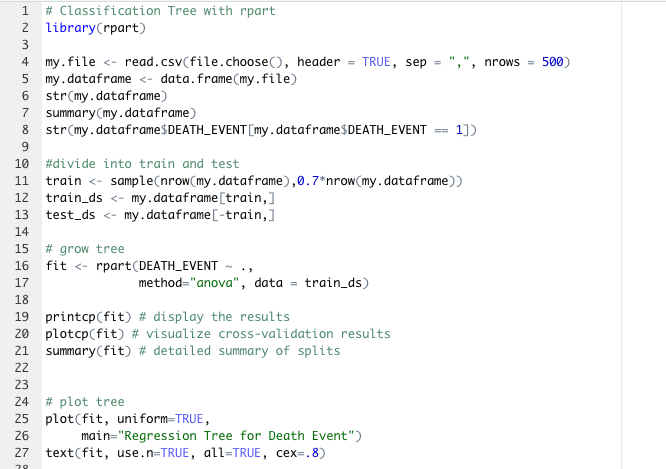 1 # Classification Tree with rpart
2 library(rpart)
3
4 my.file <- read.csv(file.choose(), header = TRUE, sep = ",", nrows = 500)
5 my.dataframe <- data.frame(my.file)
6 str(my.dataframe)
7 summary(my.dataframe)
8 str(my.dataframe$DEATH_EVENT[my.dataframe$DEATH_EVENT == 1])
9
10 #divide into train and test
11 train <- sample(nrow(my.dataframe),0.7*nrow(my.dataframe))
12 train_ds <- my.dataframe[train,]
13 test_ds <- my.dataframe[-train,]
14
15 # grow tree
16 fit <- rpart(DEATH_EVENT ~ .,
17 method="anova", data = train_ds)
18
19 printcp(fit) # display the results
20 plotcp(fit) # visualize cross-validation results
21 summary(fit) # detailed summary of splits
22
23
24 # plot tree
25 plot(fit, uniform=TRUE,
26 main="Regression Tree for Death Event")
27 text(fit, use.n=TRUE, all=TRUE, cex=.8)
28